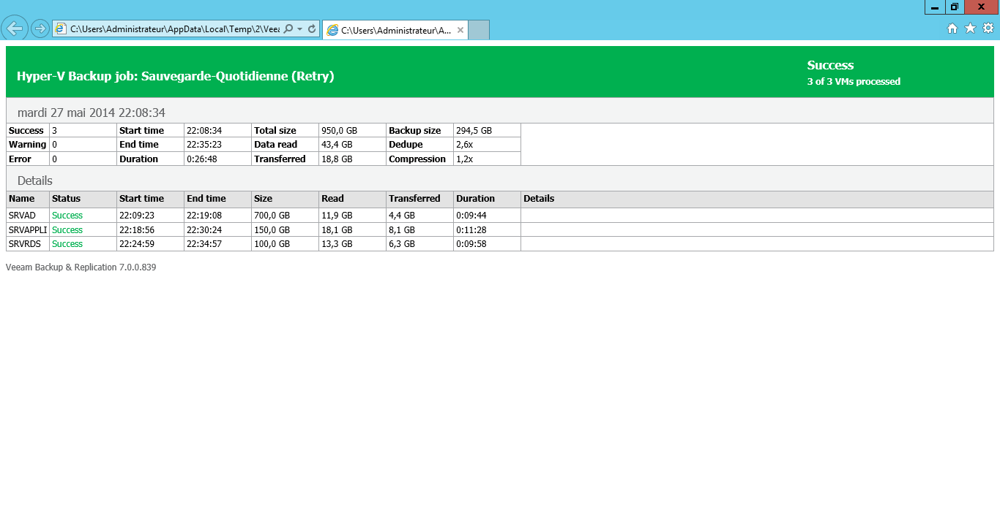 C:\Users\Administrateur\AppData\Local\Temp\2\Veea
C:\Users\Administrateur\A...
Hyper-V Backup job: Sauvegarde-Quotidienne (Retry)
Success
3 of 3 VMs processed
mardi 27 mai 2014 22:08:34
Success 3 Start time 22:08:34 Total size 950,0 GB Backup size 294,5 GB
Warning 0 End time 22:35:23 Data read 43,4 GB Dedupe 2,6x
Error 0 Duration 0:26:48 Transferred 18,8 GB Compression 1,2x
Details
Name Status Start time End time Size Read Transferred Duration Details
SRVAD Success 22:09:23 22:19:08 700,0 GB 11,9 GB 4,4 GB 0:09:44
SRVAPPLI Success 22:18:56 22:30:24 150,0 GB 18,1 GB 8,1 GB 0:11:28
SRVRDS Success 22:24:59 22:34:57 100,0 GB 13,3 GB 6,3 GB 0:09:58
Veeam Backup & Replication 7.0.0.839